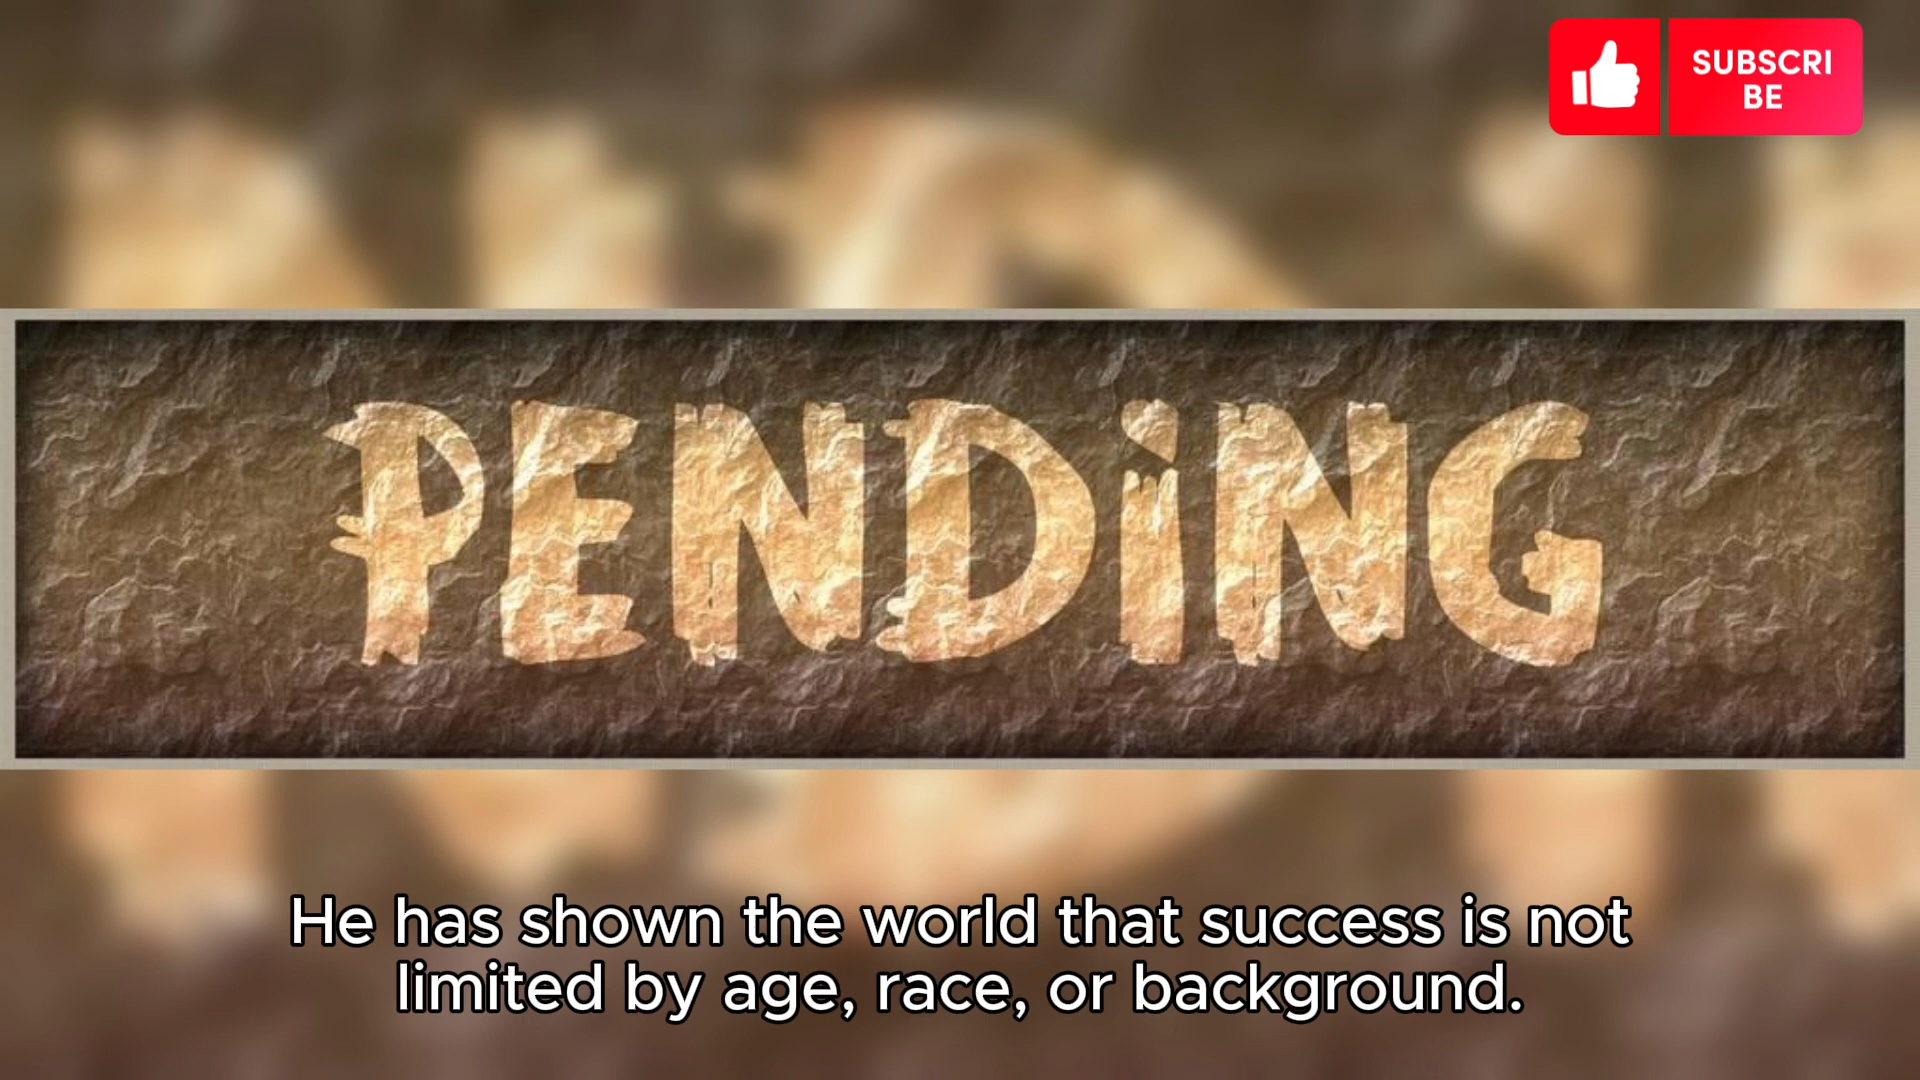 SUBSCRI
BE
PENDiNG
He has shown the world that success is not
limited by age, race, or background.